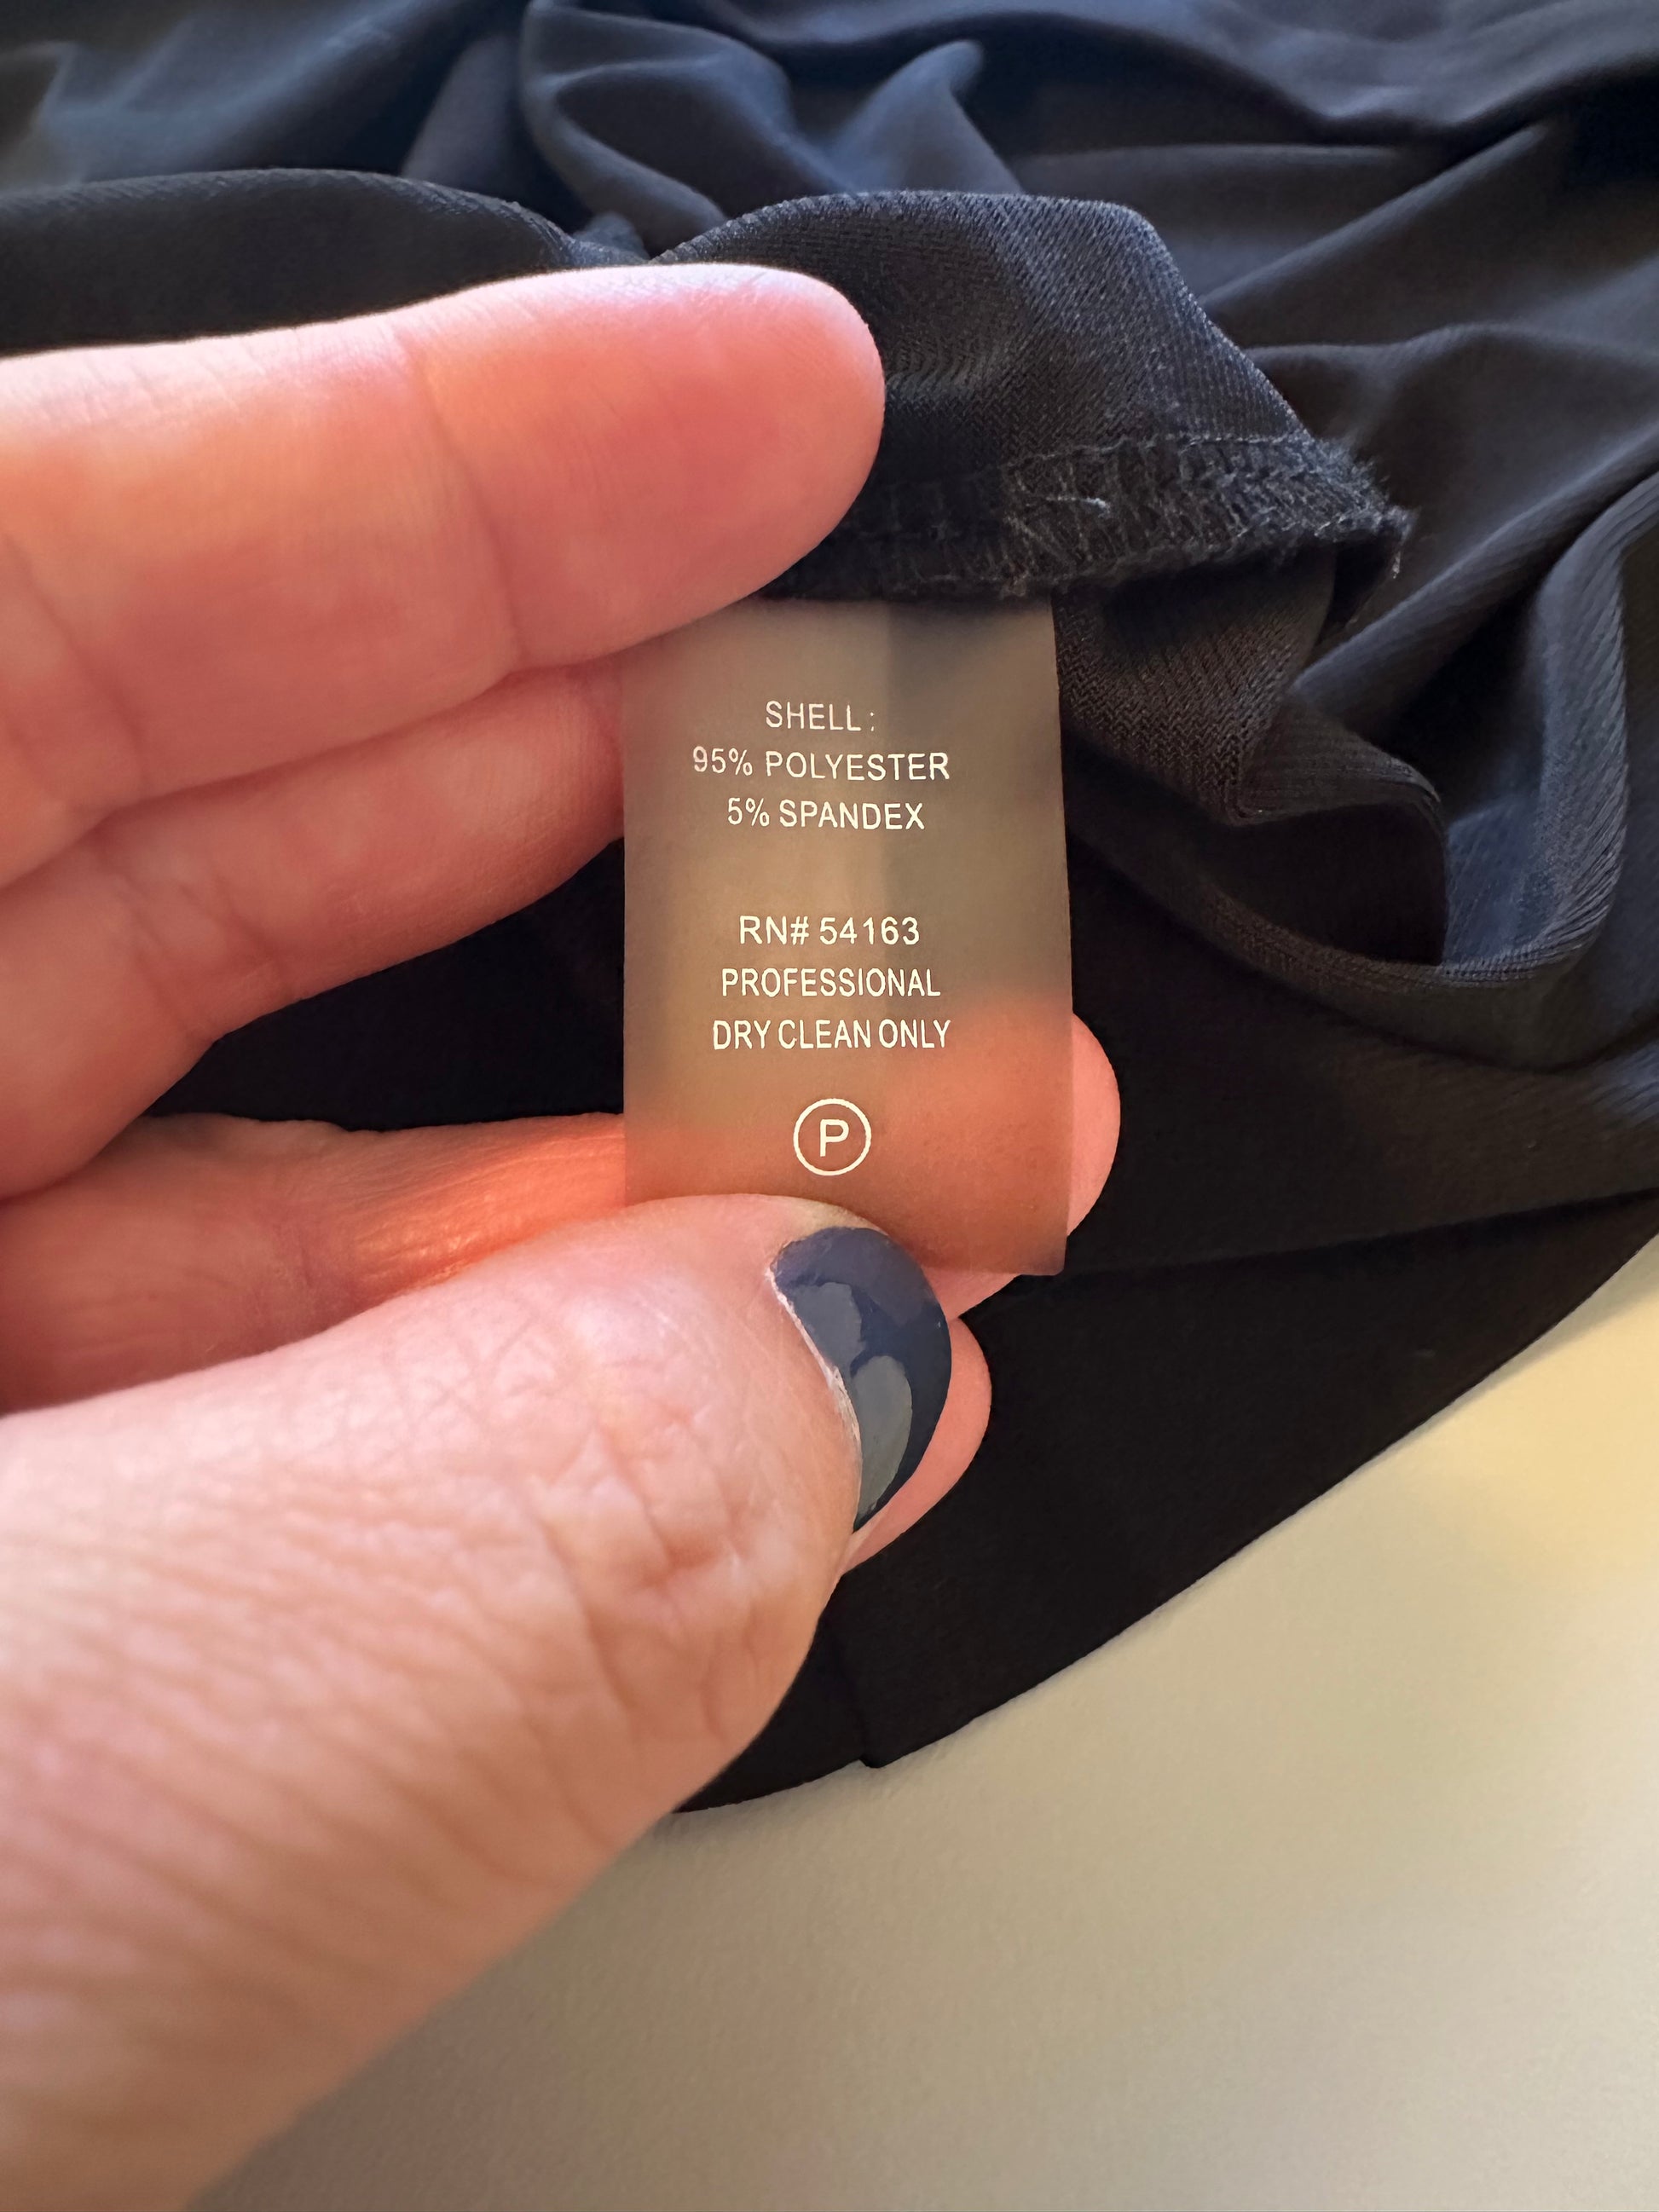 SHELL:
95% POLYESTER
5% SPANDEX
RN# 54163
PROFESSIONAL
DRY CLEAN ONLY
P